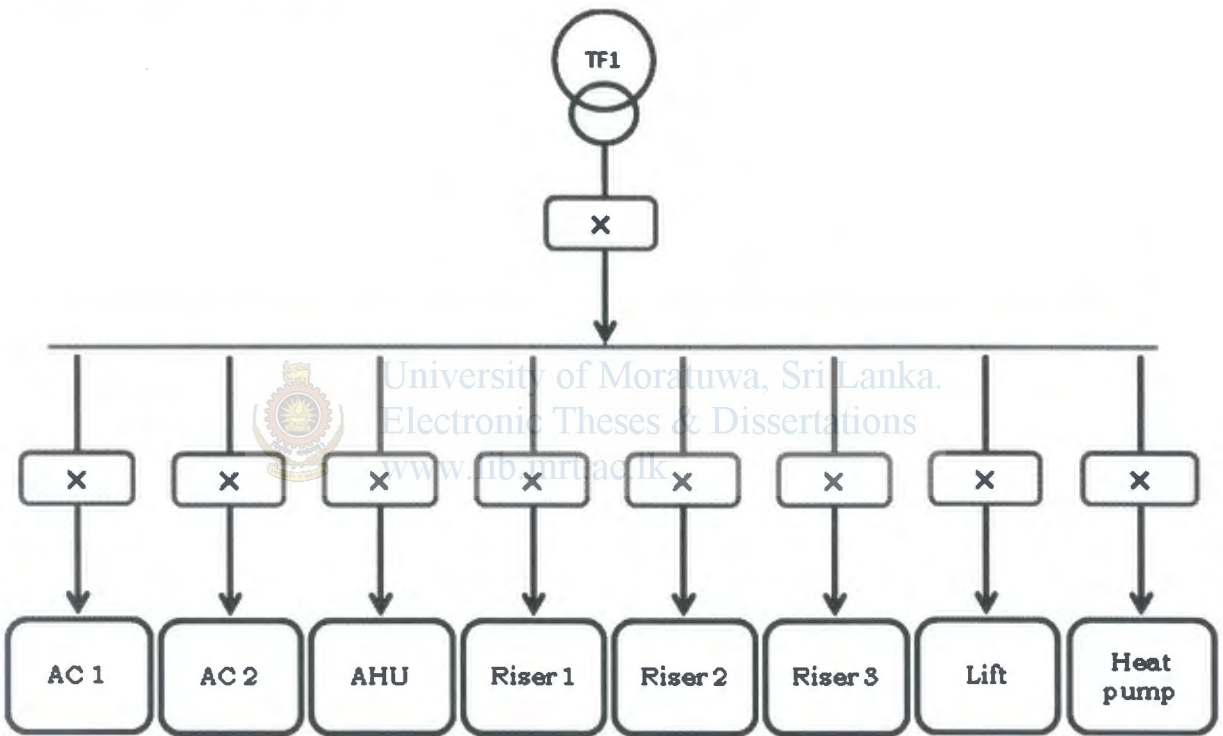 TF1
×
University of Moratuwa, Sri Lanka.
Electronic Theses & Dissertations
www.lib.mrt.ac.lk
× × × × × × × ×
AC 1 AC 2 AHU Riser 1 Riser 2 Riser 3 Lift Heat pump